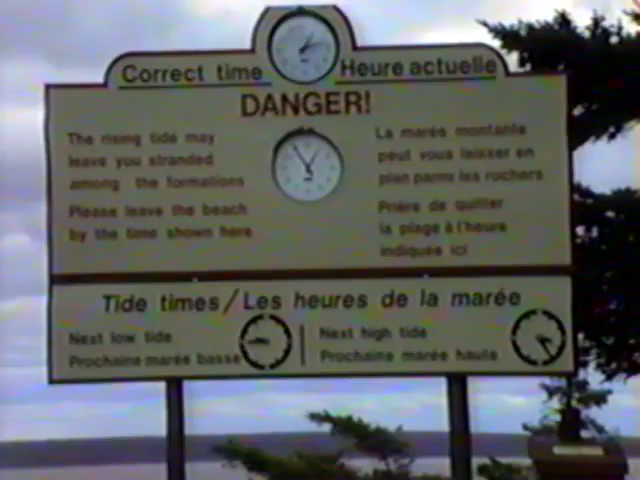 Correct time Heure actuelle
DANGER!
The rising tide may
leave you stranded
among the formations
Please leave the beach
by the time shown here
La marée montante
peut vous laisser en
plan parmi les rochers
Prière de quitter
la plage à l'heure
indiquée ici
Tide times/Les heures de la marée
Next low tide
Prochaine marée basse
Next high tide
Prochaine marée haute